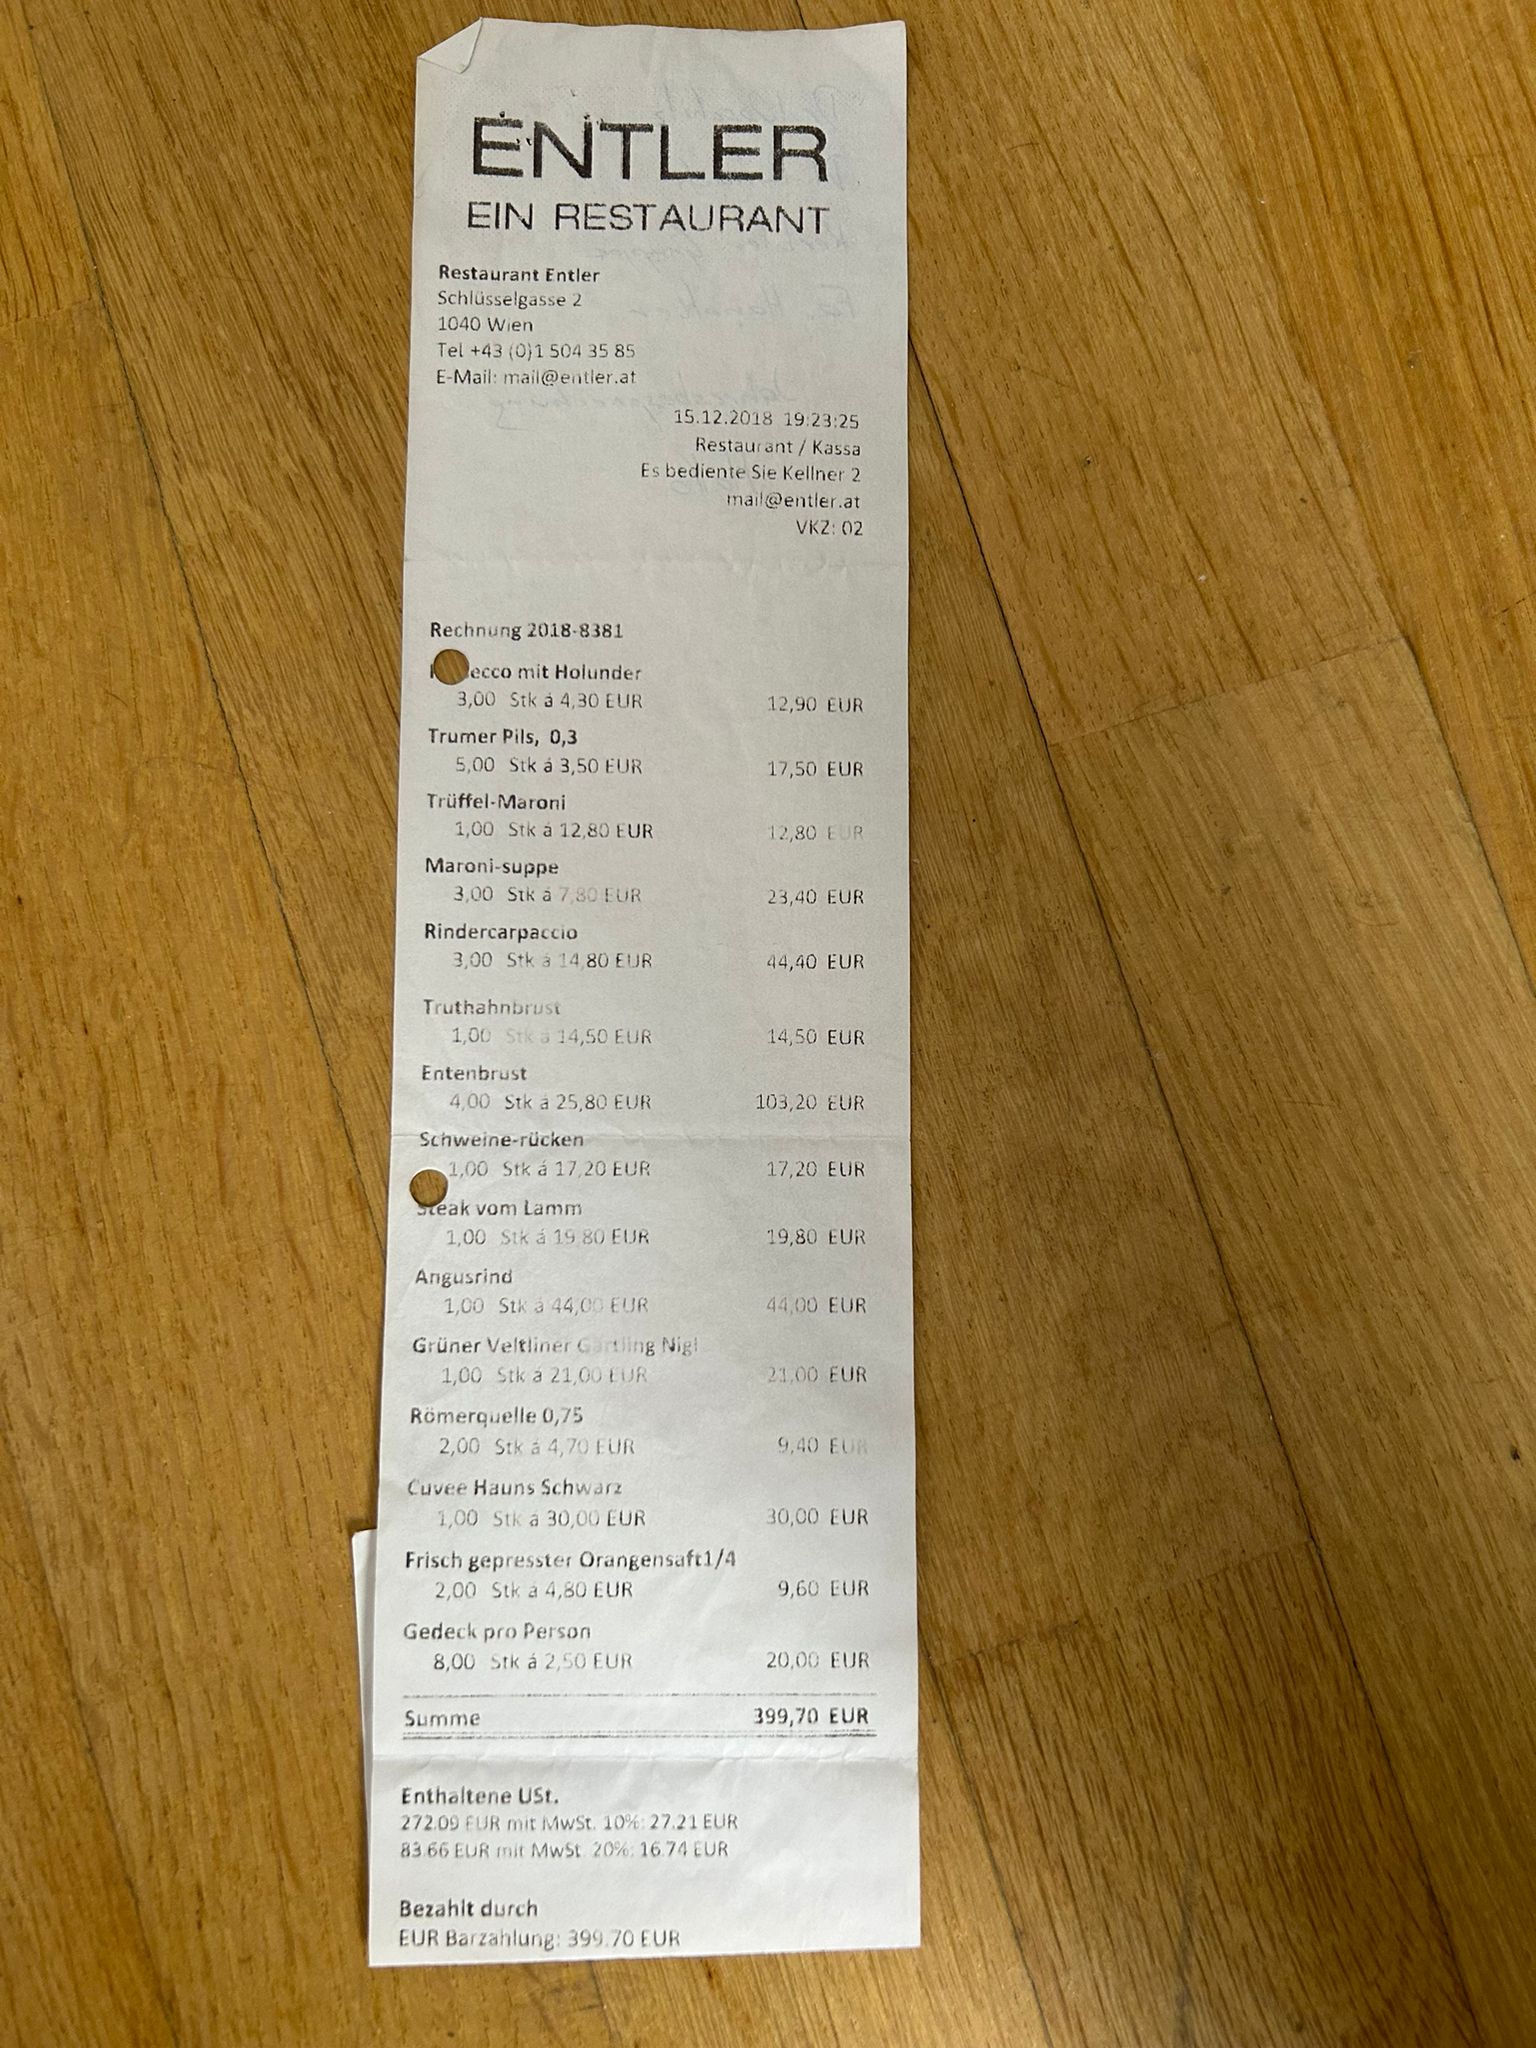 ENTLER
EIN RESTAURANT
Restaurant Entler
Schlüsselgasse 2
1040 Wien
Tel +43 (0)1 504 35 85
E-Mail: mail@entler.at
15.12.2018 19:23:25
Restaurant / Kassa
Es bediente Sie Kellner 2
mail@entler.at
VKZ: 02
Rechnung 2018-8381
mit Holunder
3,00 Stk á 4,30 EUR 12,90 EUR
Trumer Pils, 0,3
5,00 Stk á 3,50 EUR 17,50 EUR
Trüffel-Maroni
1,00 Stk á 12,80 EUR 12,80 EUR
Maroni-suppe
3,00 Stk á 7,80 EUR 23,40 EUR
Rindercarpaccio
3,00 Stk á 14,80 EUR 44,40 EUR
Truthahnbrust
1,00 Stk á 14,50 EUR 14,50 EUR
Entenbrust
4,00 Stk á 25,80 EUR 103,20 EUR
Schweine-rücken
1,00 Stk á 17,20 EUR 17,20 EUR
Steak vom Lamm
1,00 Stk á 19,80 EUR 19,80 EUR
Angusrind
1,00 Stk á 44,00 EUR 44,00 EUR
Grüner Veltliner Gärtling Nigl
1,00 Stk á 21,00 EUR 21,00 EUR
Römerquelle 0,75
2,00 Stk á 4,70 EUR 9,40 EUR
Cuvee Hauns Schwarz
1,00 Stk á 30,00 EUR 30,00 EUR
Frisch gepresster Orangensaft1/4
2,00 Stk á 4,80 EUR 9,60 EUR
Gedeck pro Person
8,00 Stk á 2,50 EUR 20,00 EUR
Summe 399,70 EUR
Enthaltene USt.
272.09 EUR mit MwSt. 10%: 27.21 EUR
83.66 EUR mit MwSt. 20%: 16.74 EUR
Bezahlt durch
EUR Barzahlung: 399.70 EUR